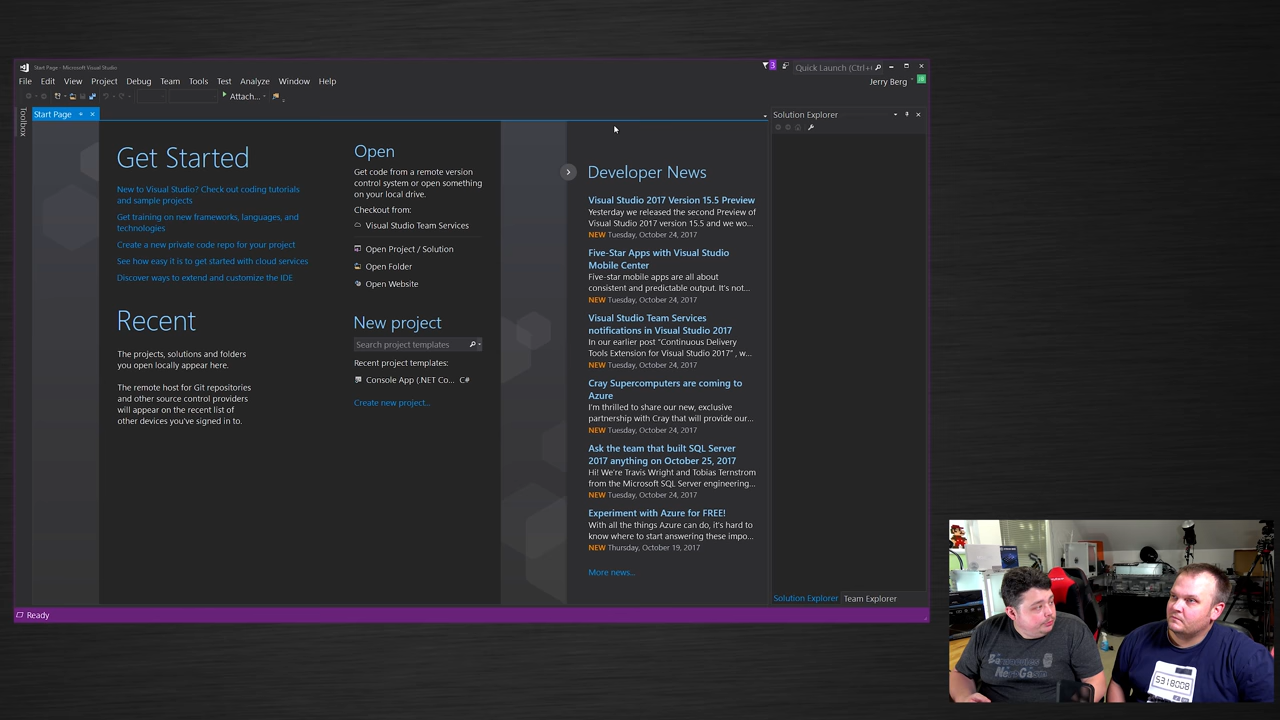 Start Page - Microsoft Visual Studio
3
Quick Launch (Ctrl+
File Edit View Project Debug Team Tools Test Analyze Window Help
Jerry Berg
Attach...
Toolbox
Start Page
Solution Explorer
Get Started
New to Visual Studio? Check out coding tutorials
and sample projects
Get training on new frameworks, languages, and
technologies
Create a new private code repo for your project
See how easy it is to get started with cloud services
Discover ways to extend and customize the IDE
Recent
The projects, solutions and folders
you open locally appear here.
The remote host for Git repositories
and other source control providers
will appear on the recent list of
other devices you've signed in to.
Open
Get code from a remote version
control system or open something
on your local drive.
Checkout from:
Visual Studio Team Services
Open Project / Solution
Open Folder
Open Website
New project
Search project templates
Recent project templates:
Console App (.NET Co... C#
Create new project...
Developer News
Visual Studio 2017 Version 15.5 Preview
Yesterday we released the second Preview of
Visual Studio 2017 version 15.5 and we wo...
NEW Tuesday, October 24, 2017
Five-Star Apps with Visual Studio
Mobile Center
Five-star mobile apps are all about
consistent and predictable output. It's not...
NEW Tuesday, October 24, 2017
Visual Studio Team Services
notifications in Visual Studio 2017
In our earlier post "Continuous Delivery
Tools Extension for Visual Studio 2017" , w...
NEW Tuesday, October 24, 2017
Cray Supercomputers are coming to
Azure
I'm thrilled to share our new, exclusive
partnership with Cray that will provide our...
NEW Tuesday, October 24, 2017
Ask the team that built SQL Server
2017 anything on October 25, 2017
Hi! We're Travis Wright and Tobias Ternstrom
from the Microsoft SQL Server engineering...
NEW Tuesday, October 24, 2017
Experiment with Azure for FREE!
With all the things Azure can do, it's hard to
know where to start answering these impo...
NEW Thursday, October 19, 2017
More news...
Solution Explorer Team Explorer
Ready
5318008